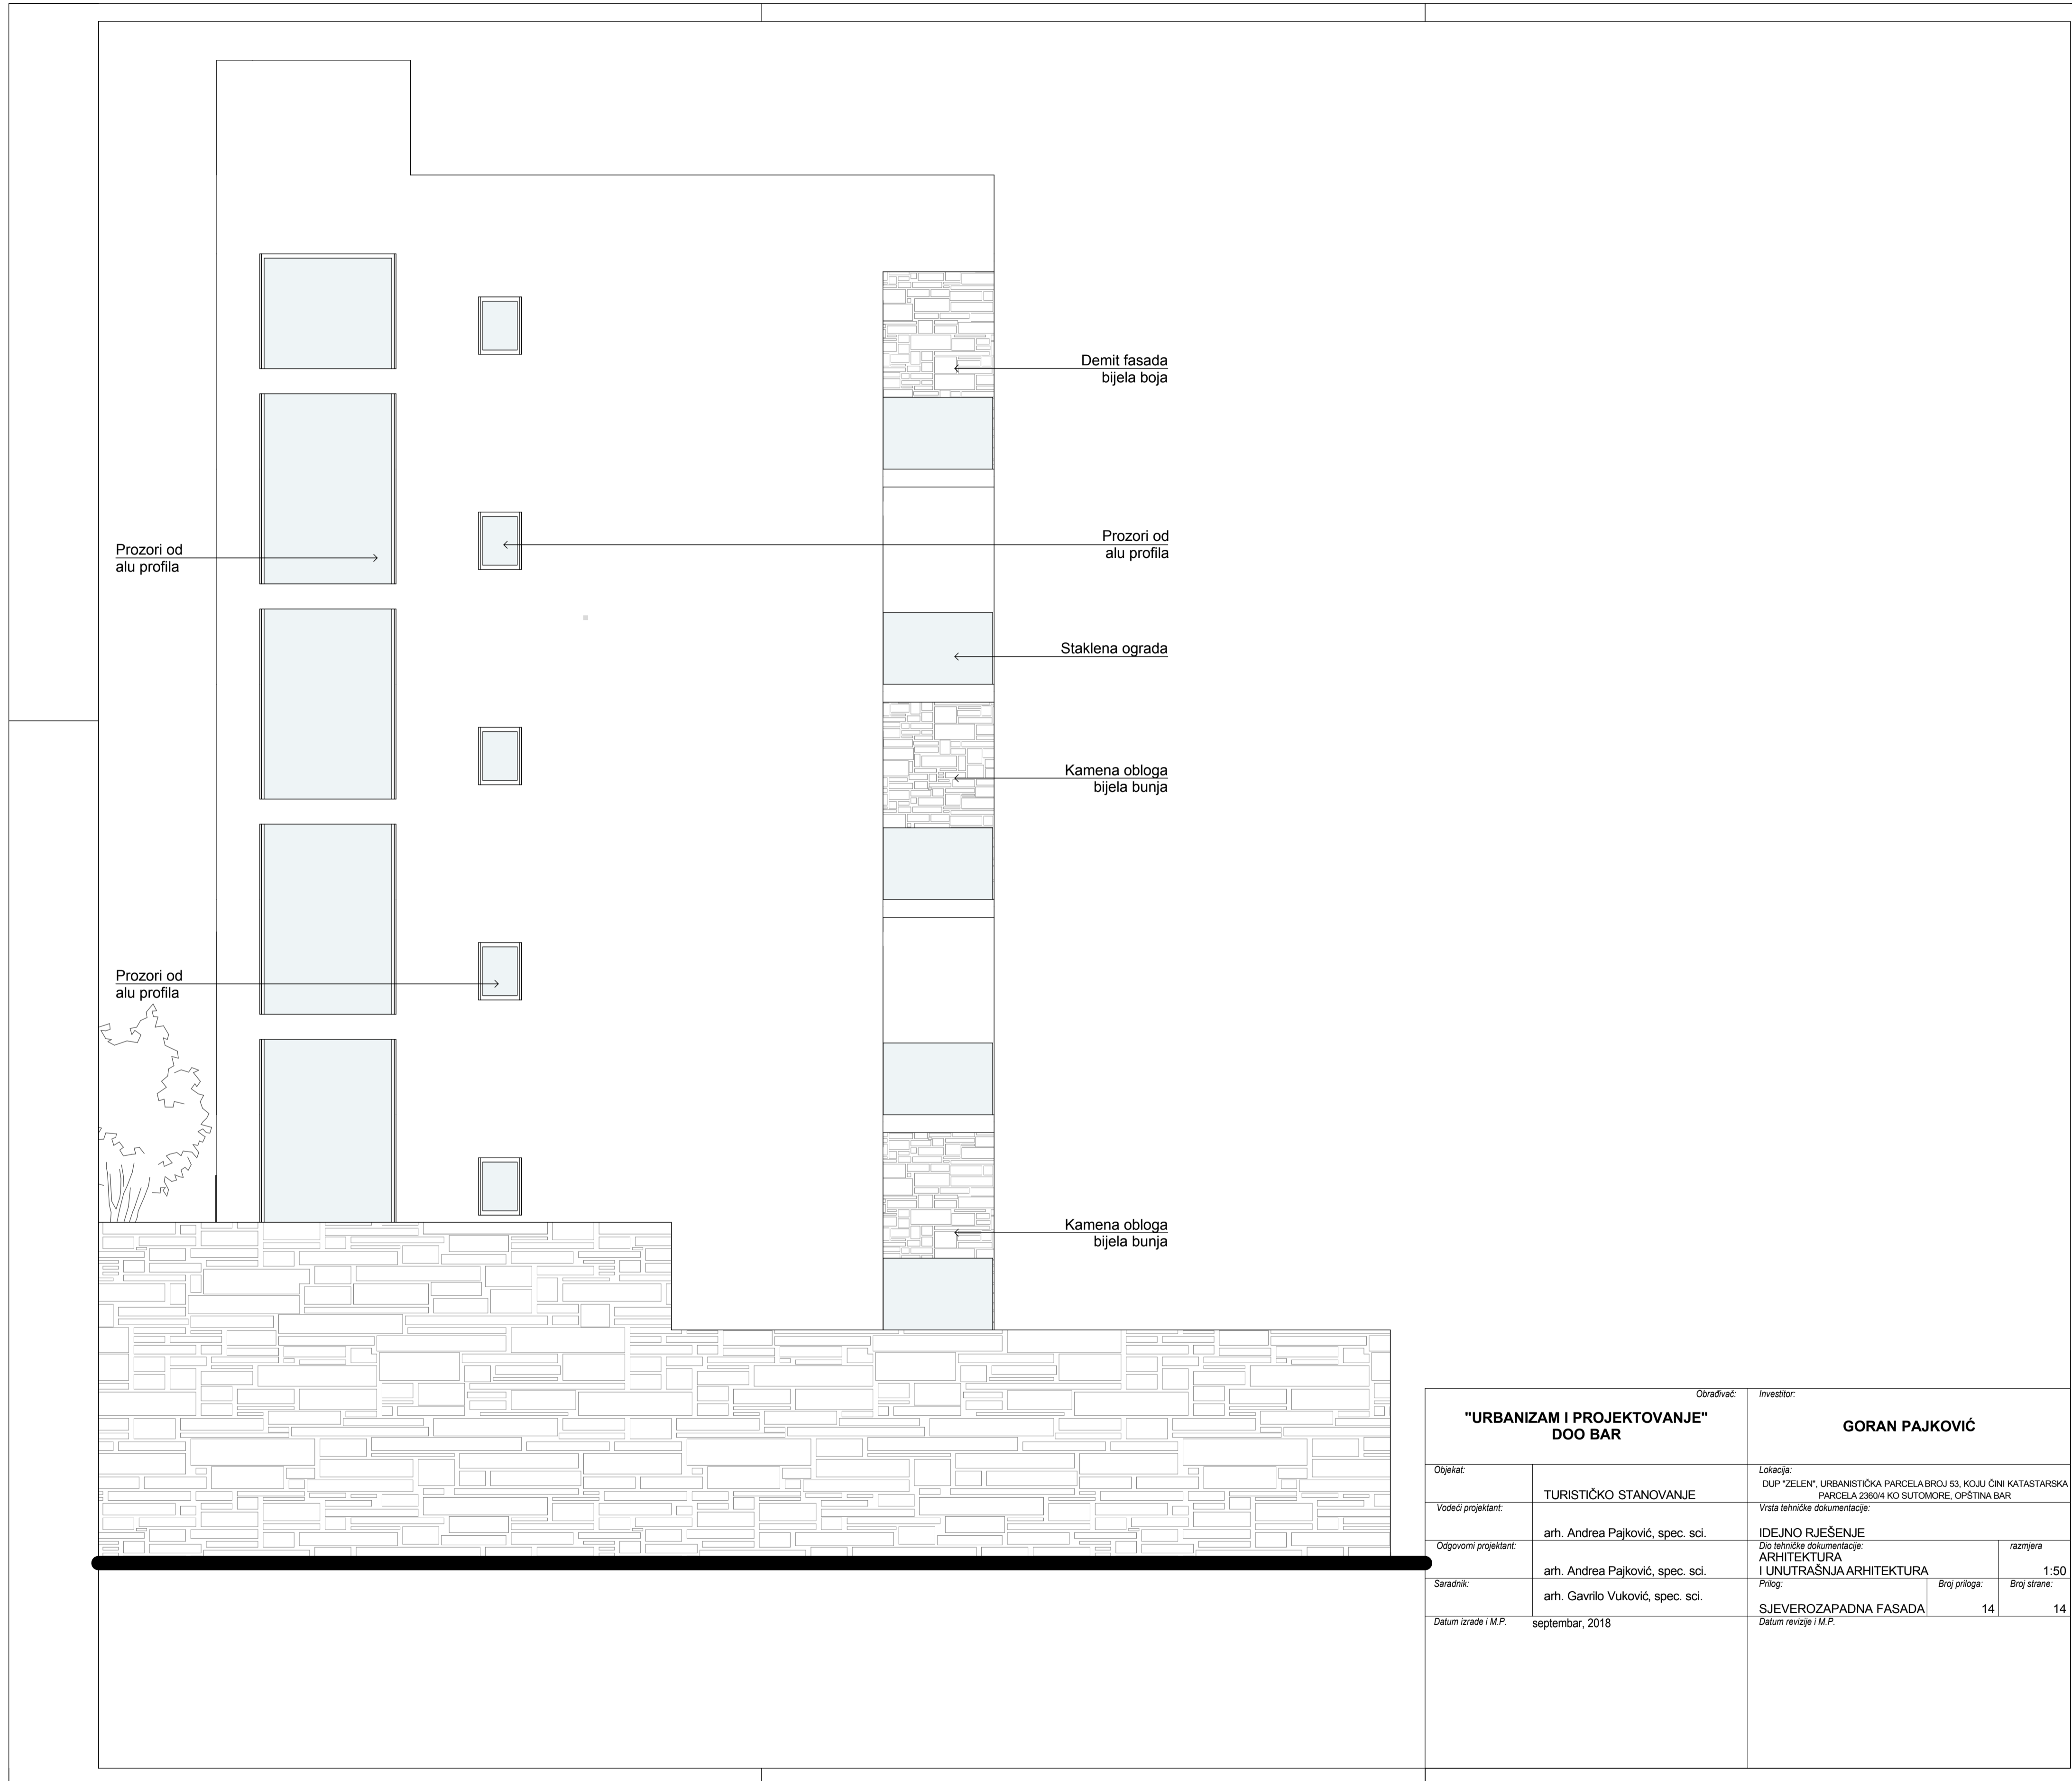 Demit fasada
bijela boja
Prozori od
alu profila
Prozori od
alu profila
Staklena ograda
Kamena obloga
bijela bunja
Prozori od
alu profila
Kamena obloga
bijela bunja
Obrađivač:
"URBANIZAM I PROJEKTOVANJE"
DOO BAR
Investitor:
GORAN PAJKOVIĆ
Objekat:
TURISTIČKO STANOVANJE
Lokacija:
DUP "ZELEN", URBANISTIČKA PARCELA BROJ 53, KOJU ČINI KATASTARSKA
PARCELA 2360/4 KO SUTOMORE, OPŠTINA BAR
Vodeći projektant:
arh. Andrea Pajković, spec. sci.
Vrsta tehničke dokumentacije:
IDEJNO RJEŠENJE
Odgovorni projektant:
arh. Andrea Pajković, spec. sci.
Dio tehničke dokumentacije:
ARHITEKTURA
I UNUTRAŠNJA ARHITEKTURA
razmjera
1:50
Saradnik:
arh. Gavrilo Vuković, spec. sci.
Prilog:
SJEVEROZAPADNA FASADA
Broj priloga:
14
Broj strane:
14
Datum izrade i M.P. septembar, 2018
Datum revizije i M.P.